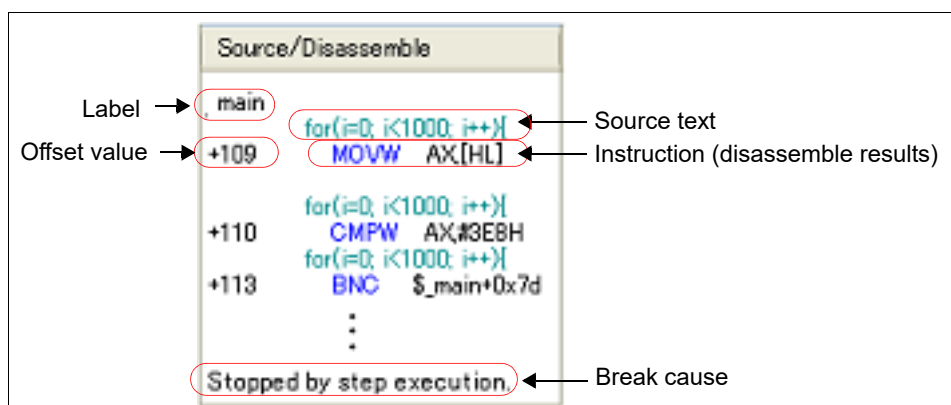 Source/Disassemble
Label
_main
for(i=0; i<1000; i++){
Source text
Offset value
+109 MOVW AX,[HL]
Instruction (disassemble results)
for(i=0; i<1000; i++){
+110 CMPW AX,#3E8H
for(i=0; i<1000; i++){
+113 BNC $_main+0x7d
Stopped by step execution.
Break cause